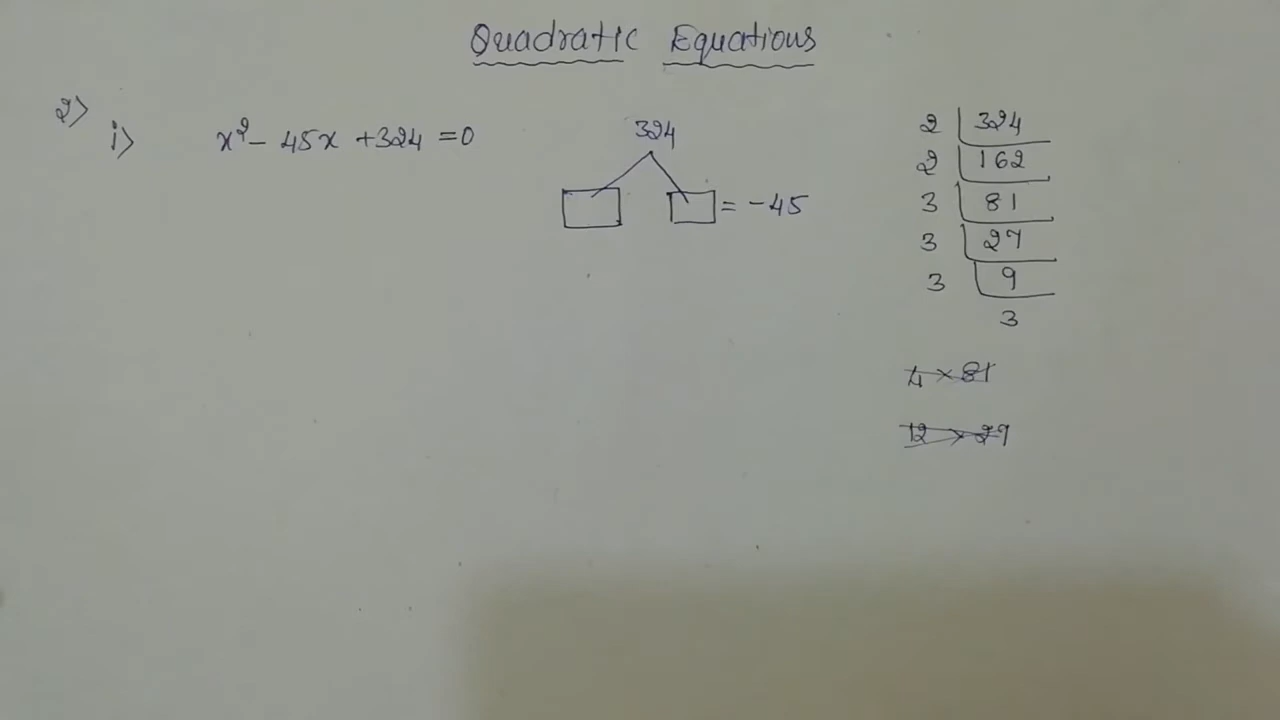 Quadratic Equations
2)
i) x² - 45x + 324 = 0
324
= -45
2 324
2 162
3 81
3 27
3 9
3
4 × 81
12 × 27